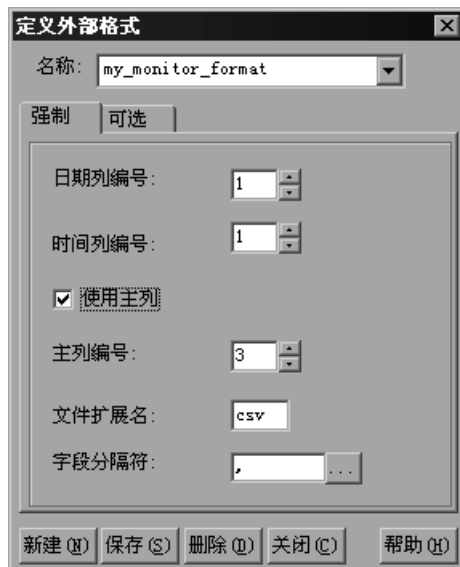 定义外部格式
名称: my_monitor_format
强制 可选
日期列编号: 1
时间列编号: 1
使用主列
主列编号: 3
文件扩展名: csv
字段分隔符: , ...
新建(N) 保存(S) 删除(D) 关闭(C) 帮助(H)